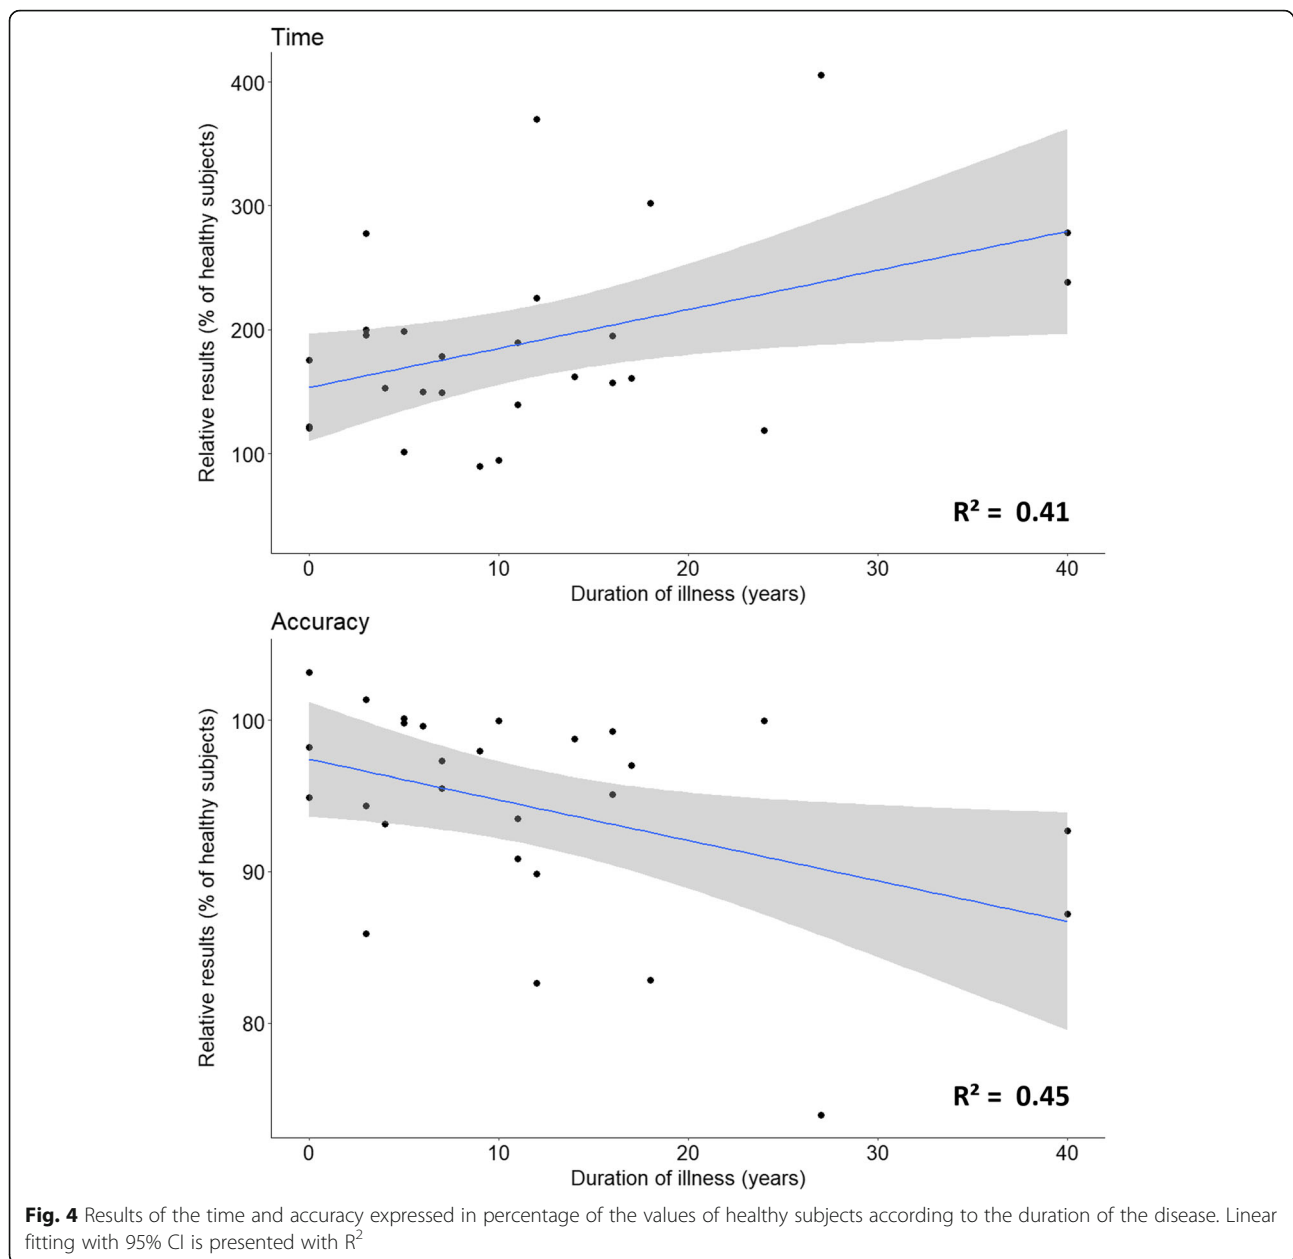 Time
400
300
200
100
Relative results (% of healthy subjects)
R² = 0.41
0 10 20 30 40
Duration of illness (years)
Accuracy
100
90
80
Relative results (% of healthy subjects)
R² = 0.45
0 10 20 30 40
Duration of illness (years)
Fig. 4 Results of the time and accuracy expressed in percentage of the values of healthy subjects according to the duration of the disease. Linear
fitting with 95% CI is presented with R²